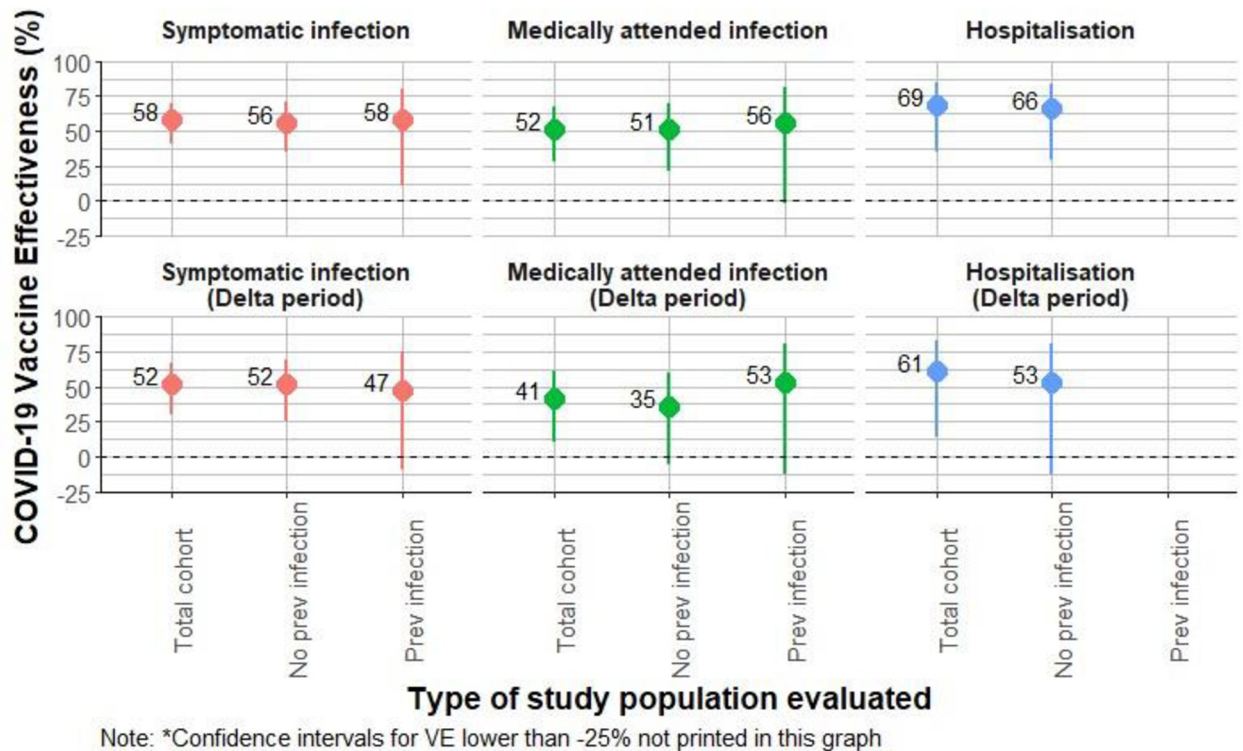 COVID-19 Vaccine Effectiveness (%)
Symptomatic infection
Medically attended infection
Hospitalisation
100
75
50
25
0
-25
58
56
58
52
51
56
69
66
Symptomatic infection
(Delta period)
Medically attended infection
(Delta period)
Hospitalisation
(Delta period)
100
75
50
25
0
-25
52
52
47
41
35
53
61
53
Total cohort
No prev infection
Prev infection
Total cohort
No prev infection
Prev infection
Total cohort
No prev infection
Prev infection
Type of study population evaluated
Note: *Confidence intervals for VE lower than -25% not printed in this graph